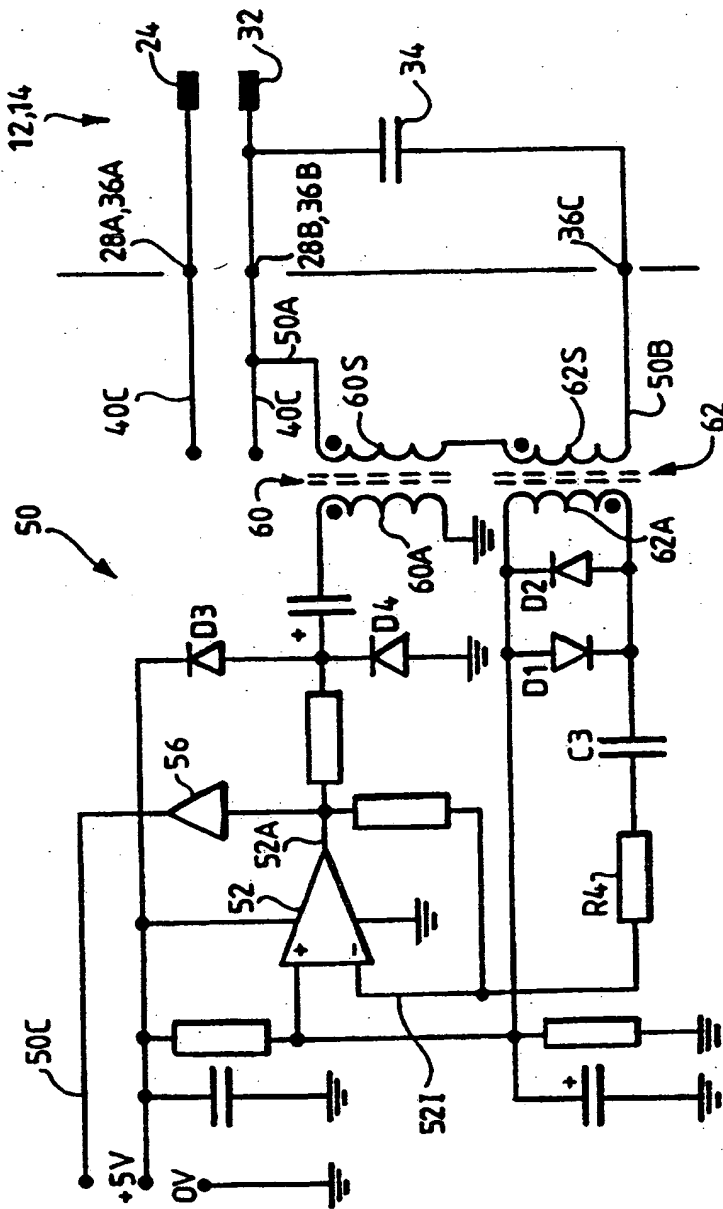 12,14
24
32
34
28A,36A
28B,36B
36C
40C
40C
50A
50B
60S
62S
60
62
60A
62A
50
D3
D4
D2
D1
C3
R4
56
52A
52
+
−
+
+
50C
+5V
0V
52I